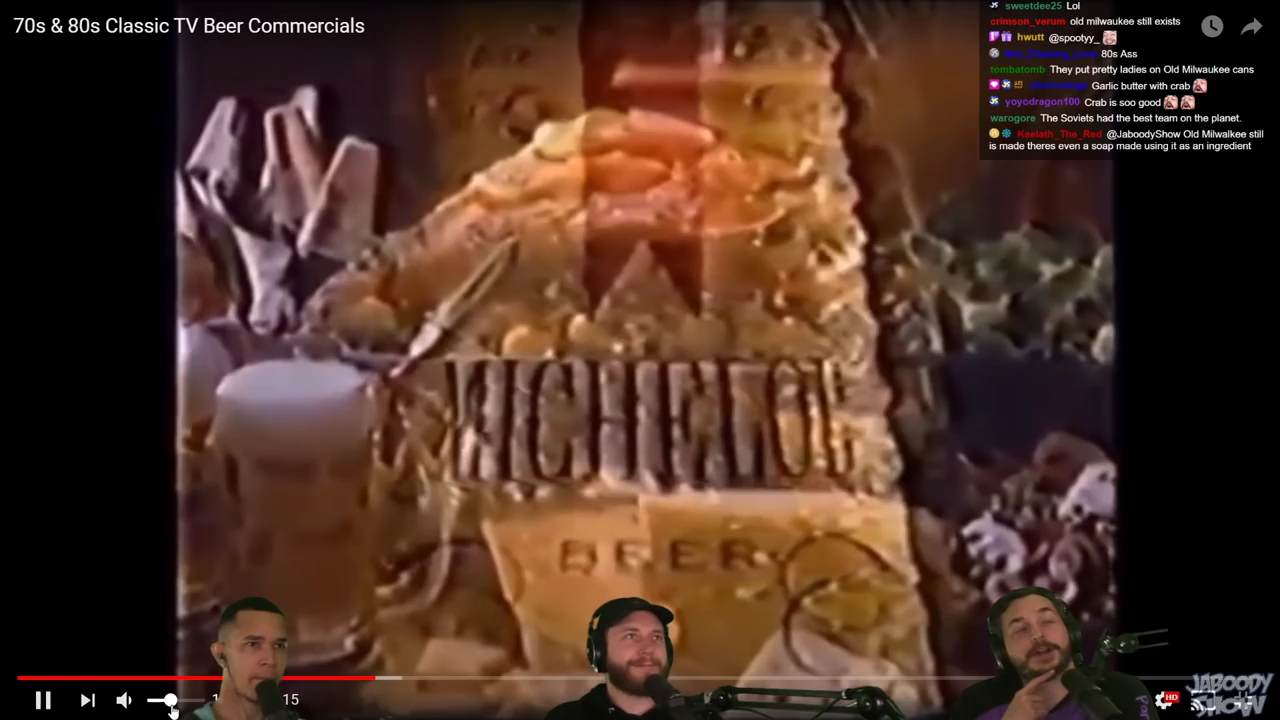 70s & 80s Classic TV Beer Commercials
sweetdee25 Lol
crimson_verum old milwaukee still exists
hwutt @spootyy_
80s Ass
tombatomb They put pretty ladies on Old Milwaukee cans
Garlic butter with crab
yoyodragon100 Crab is soo good
warogore The Soviets had the best team on the planet.
Kaelath_The_Red @JaboodyShow Old Milwalkee still
is made theres even a soap made using it as an ingredient
MICHELOB
BEER
15
HD
JABOODY
SHOW